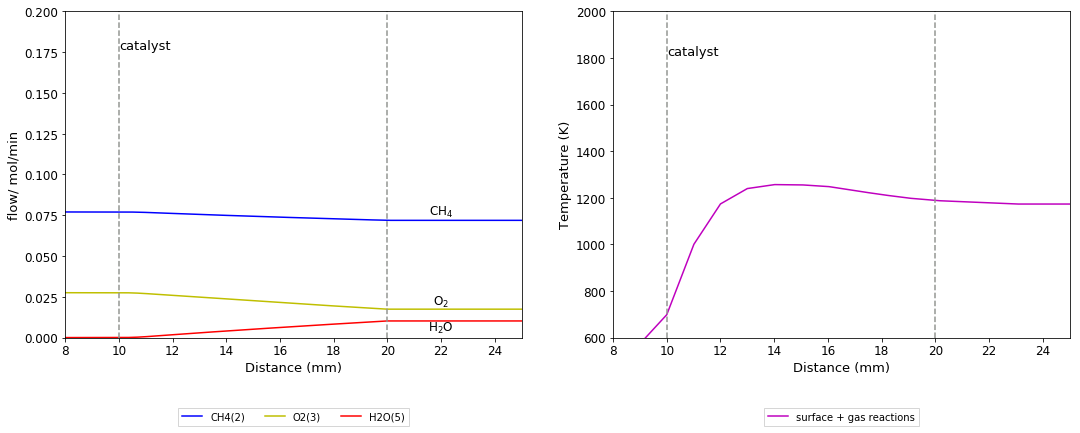 flow/ mol/min
0.200
0.175
0.150
0.125
0.100
0.075
0.050
0.025
0.000
catalyst
CH4
O2
H2O
8 10 12 14 16 18 20 22 24
Distance (mm)
CH4(2) O2(3) H2O(5)
Temperature (K)
2000
1800
1600
1400
1200
1000
800
600
catalyst
8 10 12 14 16 18 20 22 24
Distance (mm)
surface + gas reactions